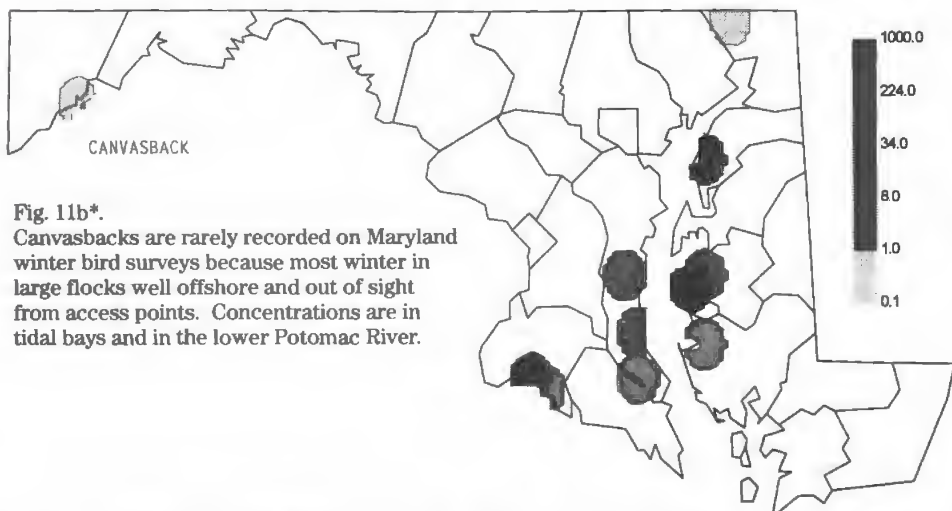 1000.0
224.0
34.0
8.0
1.0
0.1
CANVASBACK
Fig. 11b*.
Canvasbacks are rarely recorded on Maryland
winter bird surveys because most winter in
large flocks well offshore and out of sight
from access points. Concentrations are in
tidal bays and in the lower Potomac River.